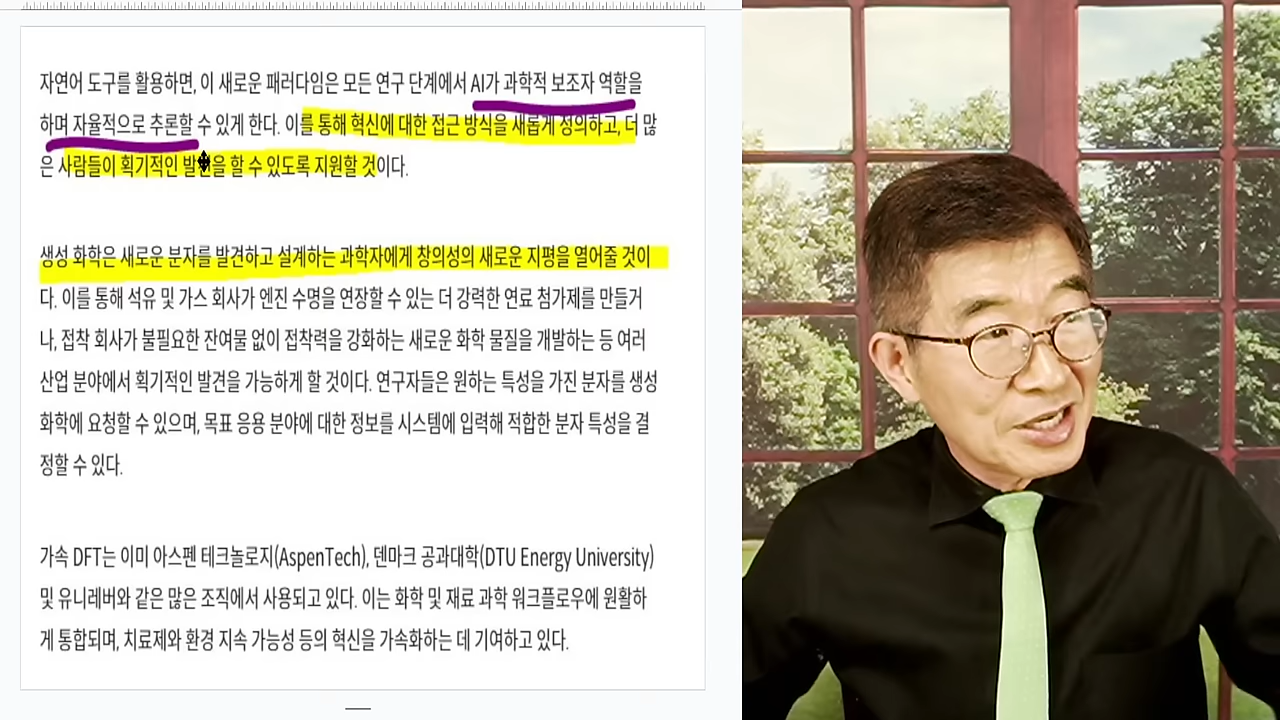 자연어 도구를 활용하면, 이 새로운 패러다임은 모든 연구 단계에서 AI가 과학적 보조자 역할을
하며 자율적으로 추론할 수 있게 한다. 이를 통해 혁신에 대한 접근 방식을 새롭게 정의하고, 더 많
은 사람들이 획기적인 발견을 할 수 있도록 지원할 것이다.
생성 화학은 새로운 분자를 발견하고 설계하는 과학자에게 창의성의 새로운 지평을 열어줄 것이
다. 이를 통해 석유 및 가스 회사가 엔진 수명을 연장할 수 있는 더 강력한 연료 첨가제를 만들거
나, 접착 회사가 불필요한 잔여물 없이 접착력을 강화하는 새로운 화학 물질을 개발하는 등 여러
산업 분야에서 획기적인 발견을 가능하게 할 것이다. 연구자들은 원하는 특성을 가진 분자를 생성
화학에 요청할 수 있으며, 목표 응용 분야에 대한 정보를 시스템에 입력해 적합한 분자 특성을 결
정할 수 있다.
가속 DFT는 이미 아스펜 테크놀로지(AspenTech), 덴마크 공과대학(DTU Energy University)
및 유니레버와 같은 많은 조직에서 사용되고 있다. 이는 화학 및 재료 과학 워크플로우에 원활하
게 통합되며, 치료제와 환경 지속 가능성 등의 혁신을 가속화하는 데 기여하고 있다.